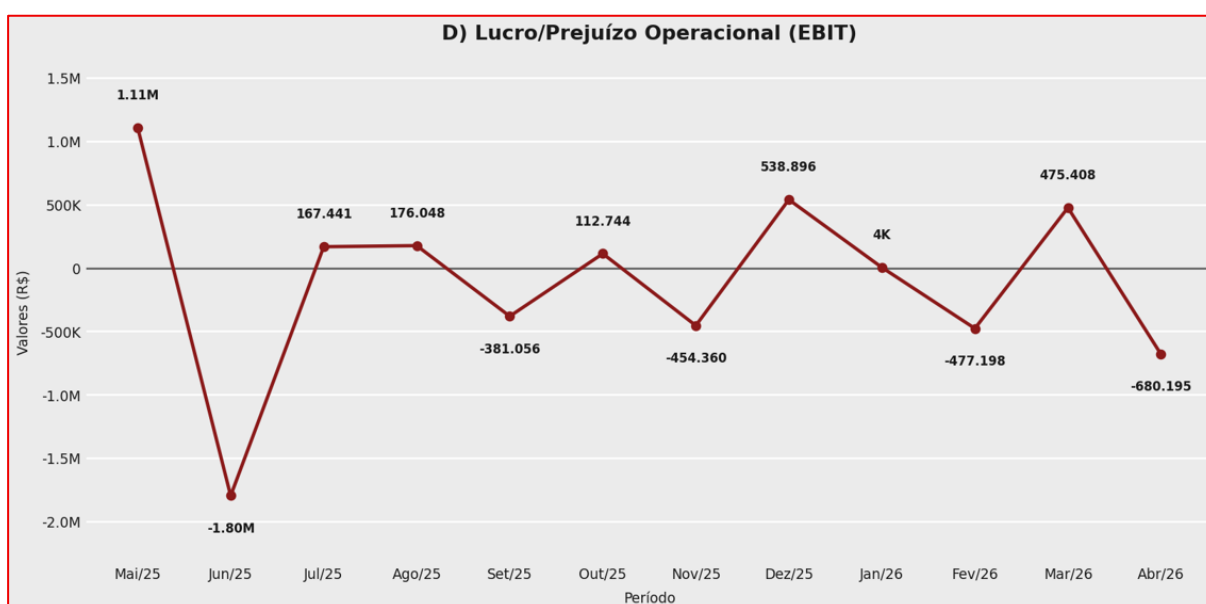 D) Lucro/Prejuízo Operacional (EBIT)
1.5M
1.0M
500K
0
-500K
-1.0M
-1.5M
-2.0M
Valores (R$)
1.11M
-1.80M
167.441
176.048
-381.056
112.744
-454.360
538.896
4K
-477.198
475.408
-680.195
Mai/25 Jun/25 Jul/25 Ago/25 Set/25 Out/25 Nov/25 Dez/25 Jan/26 Fev/26 Mar/26 Abr/26
Período